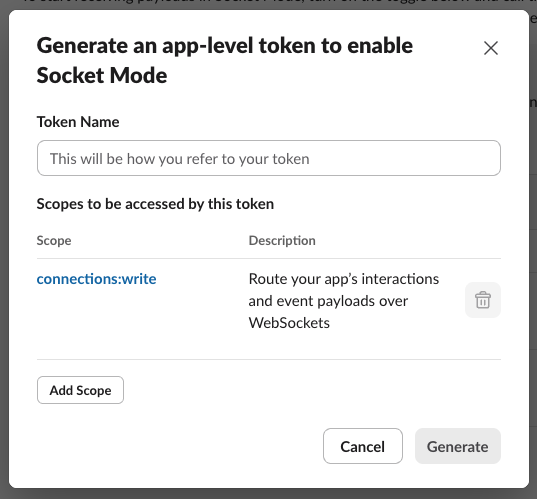 Generate an app-level token to enable
Socket Mode
Token Name
This will be how you refer to your token
Scopes to be accessed by this token
Scope Description
connections:write Route your app's interactions
and event payloads over
WebSockets
Add Scope
Cancel Generate